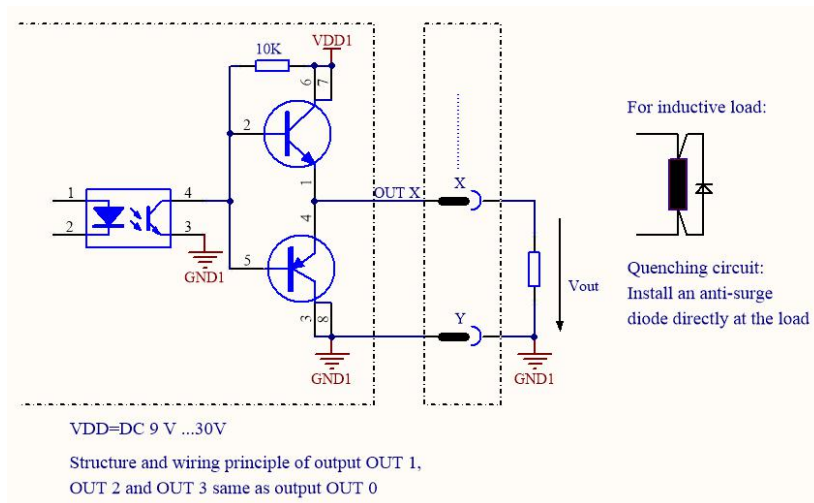 VDD1
10K
6
7
2
1
OUT X
X
1
4
2
3
GND1
4
5
3
8
GND1
Y
GND1
Vout
For inductive load:
Quenching circuit:
Install an anti-surge
diode directly at the load
VDD=DC 9 V ...30V
Structure and wiring principle of output OUT 1,
OUT 2 and OUT 3 same as output OUT 0